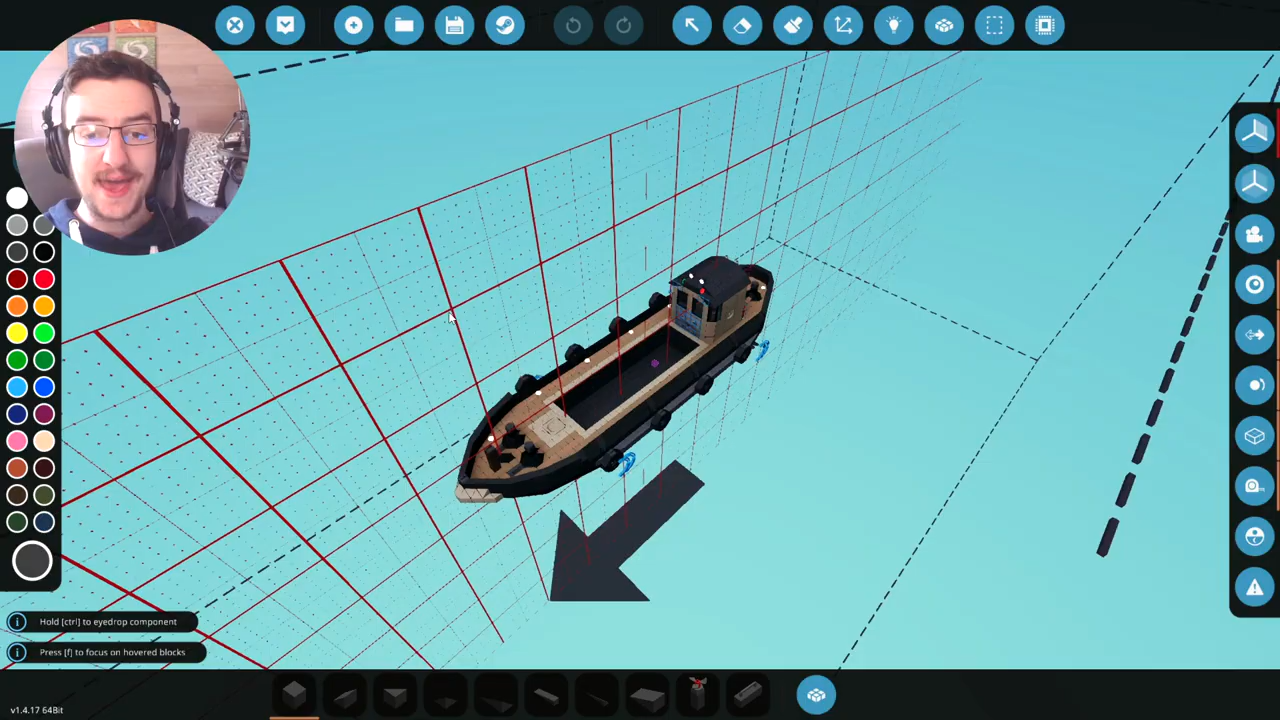 Hold [ctrl] to eyedrop component
Press [f] to focus on hovered blocks
v1.4.17 64Bit